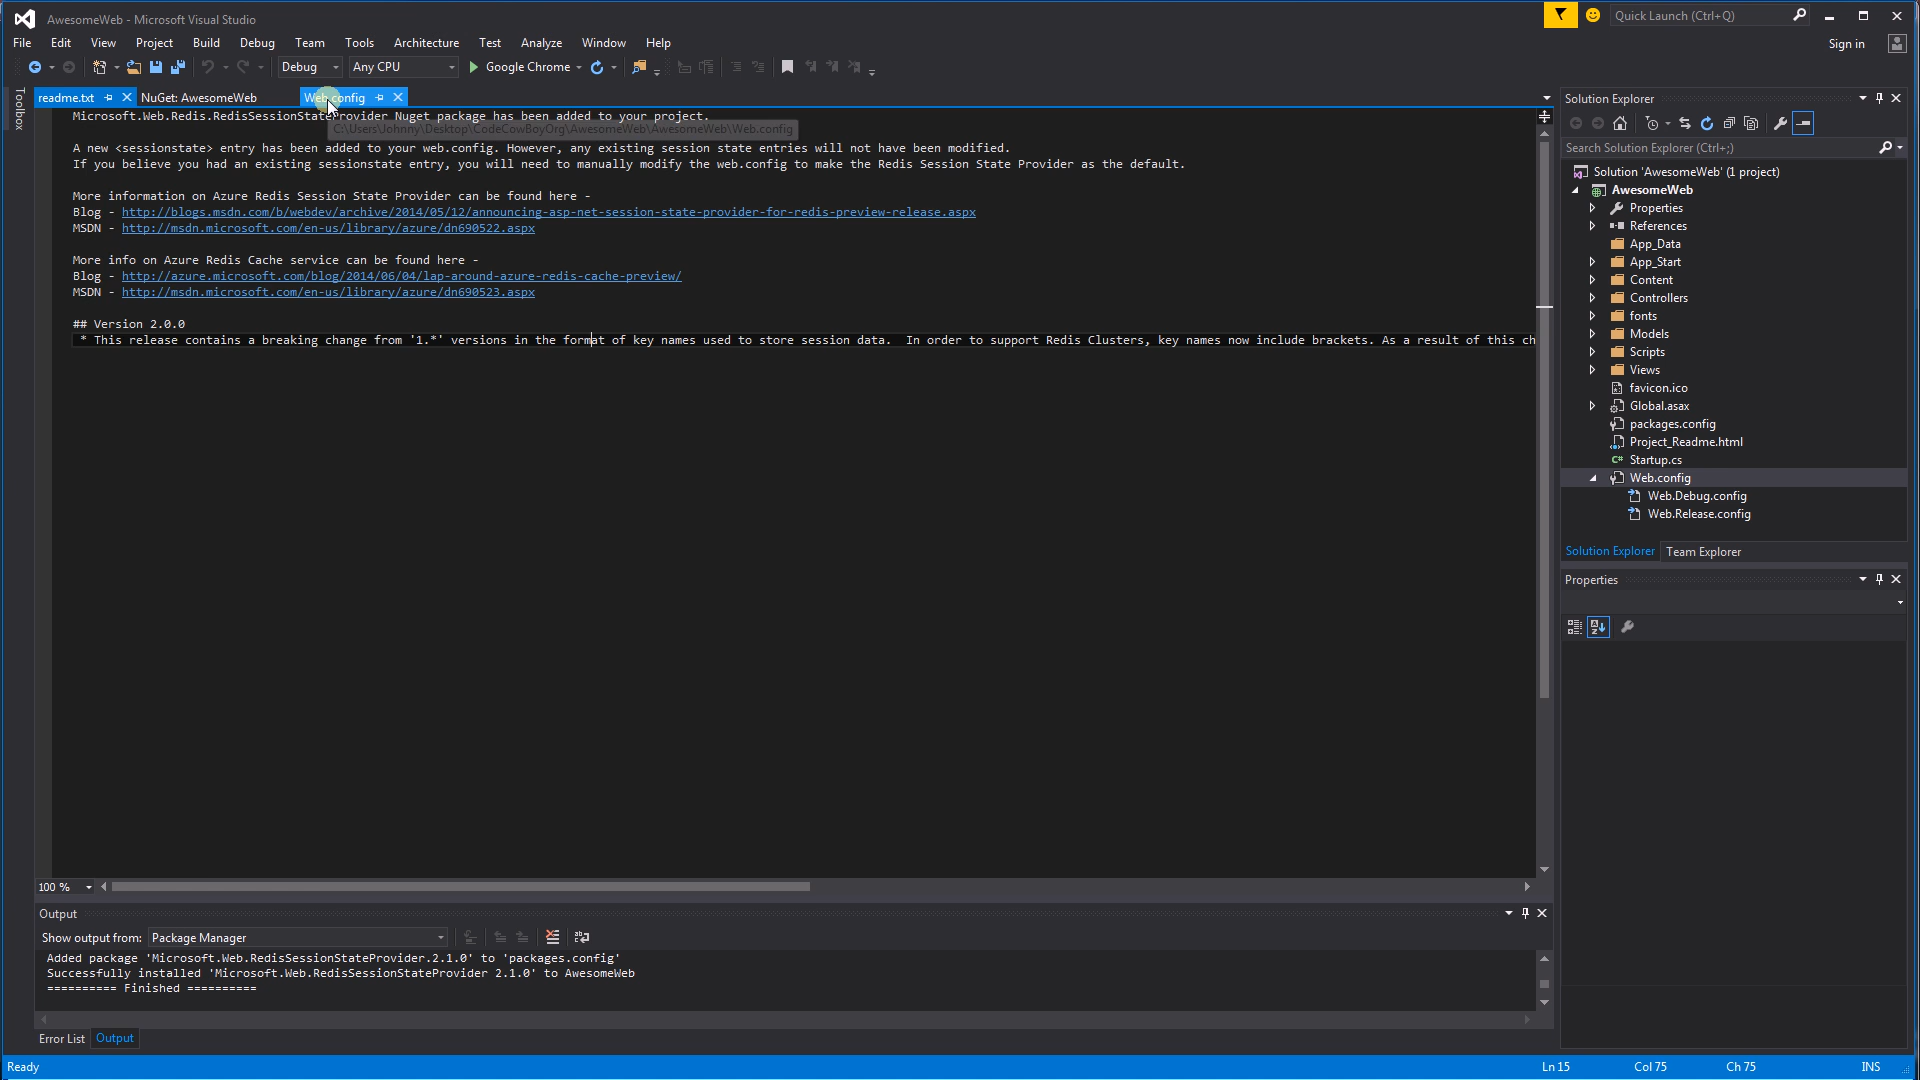 AwesomeWeb - Microsoft Visual Studio
Quick Launch (Ctrl+Q)
File Edit View Project Build Debug Team Tools Architecture Test Analyze Window Help
Sign in
Debug Any CPU Google Chrome
Toolbox
readme.txt NuGet: AwesomeWeb Web.config
Microsoft.Web.Redis.RedisSessionStateProvider Nuget package has been added to your project.
C:\Users\Johnny\Desktop\CodeCowBoyOrg\AwesomeWeb\AwesomeWeb\Web.config
A new <sessionstate> entry has been added to your web.config. However, any existing session state entries will not have been modified.
If you believe you had an existing sessionstate entry, you will need to manually modify the web.config to make the Redis Session State Provider as the default.
More information on Azure Redis Session State Provider can be found here -
Blog - http://blogs.msdn.com/b/webdev/archive/2014/05/12/announcing-asp-net-session-state-provider-for-redis-preview-release.aspx
MSDN - http://msdn.microsoft.com/en-us/library/azure/dn690522.aspx
More info on Azure Redis Cache service can be found here -
Blog - http://azure.microsoft.com/blog/2014/06/04/lap-around-azure-redis-cache-preview/
MSDN - http://msdn.microsoft.com/en-us/library/azure/dn690523.aspx
## Version 2.0.0
* This release contains a breaking change from '1.*' versions in the format of key names used to store session data.  In order to support Redis Clusters, key names now include brackets. As a result of this ch
100 %
Output
Show output from: Package Manager
Added package 'Microsoft.Web.RedisSessionStateProvider.2.1.0' to 'packages.config'
Successfully installed 'Microsoft.Web.RedisSessionStateProvider 2.1.0' to AwesomeWeb
========== Finished ==========
Error List Output
Solution Explorer
Search Solution Explorer (Ctrl+;)
Solution 'AwesomeWeb' (1 project)
AwesomeWeb
Properties
References
App_Data
App_Start
Content
Controllers
fonts
Models
Scripts
Views
favicon.ico
Global.asax
packages.config
Project_Readme.html
C# Startup.cs
Web.config
Web.Debug.config
Web.Release.config
Solution Explorer Team Explorer
Properties
Ready Ln 15 Col 75 Ch 75 INS